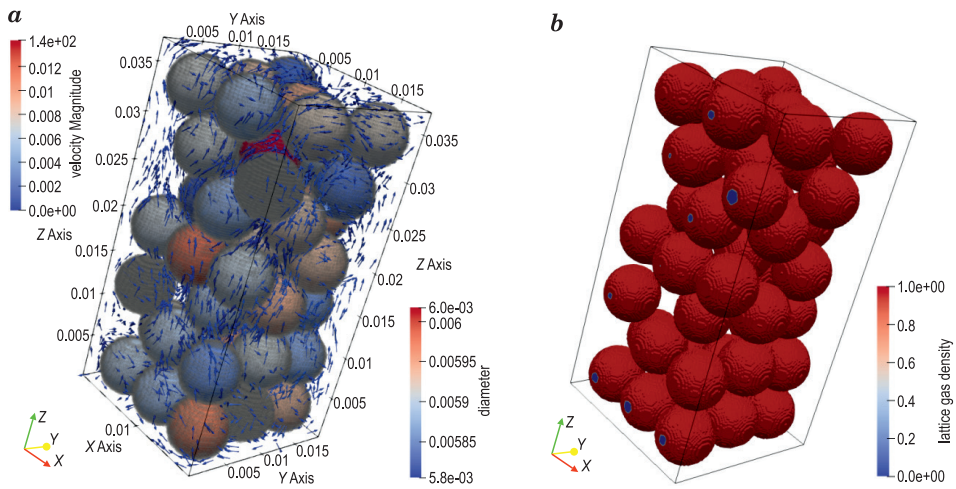 a
1.4e+02
0.012
0.010
0.008
0.006
0.004
0.002
0.0e+00
velocity Magnitude
Y Axis
0.005
0.01
0.015
0.005
0.01
0.015
0.035
0.03
0.025
0.02
0.015
0.01
0.005
Z Axis
0.035
0.03
0.025
0.02
0.015
0.01
0.005
Z Axis
6.0e-03
0.006
0.00595
0.0059
0.00585
5.8e-03
diameter
0.01
X Axis
0.005
0.01
0.015
Y Axis
Z
Y
X
b
1.0e+00
0.8
0.6
0.4
0.2
0.0e+00
lattice gas density
Z
Y
X